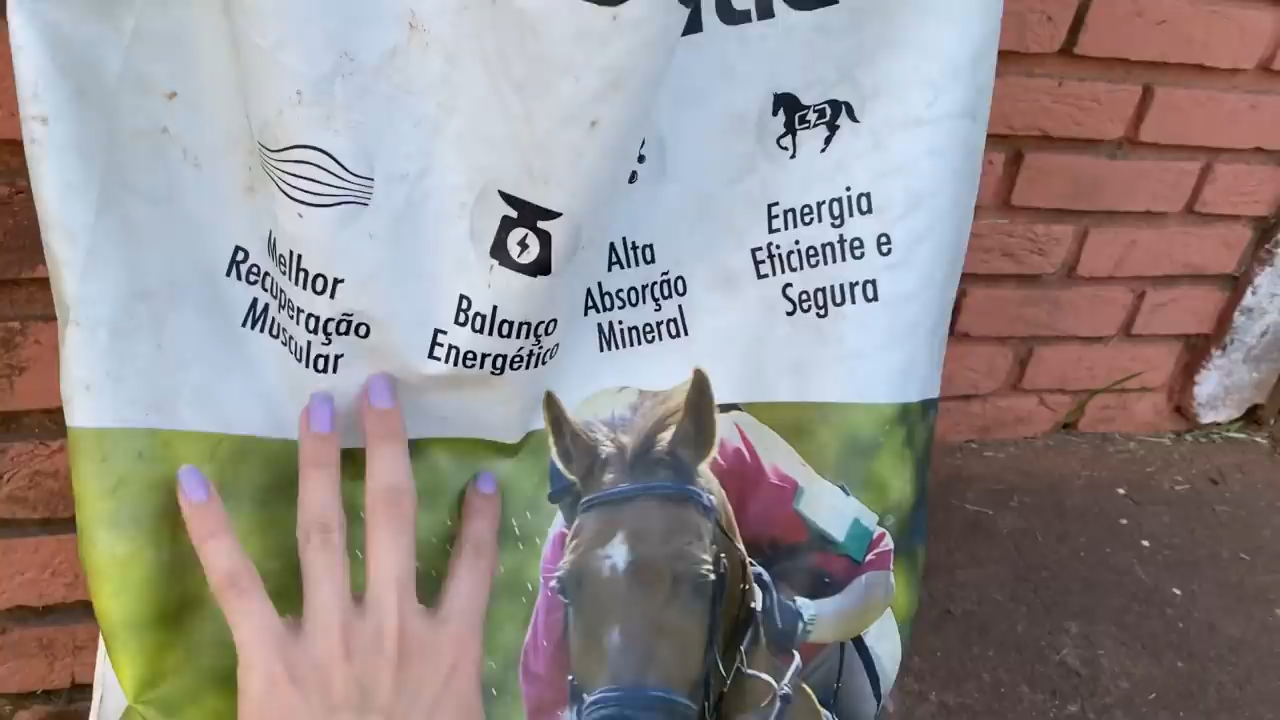 Melhor
Recuperação
Muscular
Balanço
Energético
Alta
Absorção
Mineral
Energia
Eficiente e
Segura